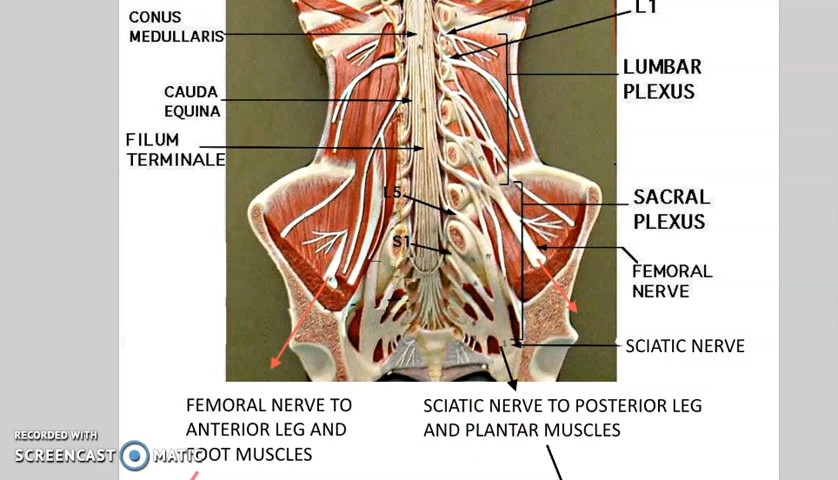 CONUS
MEDULLARIS
L1
LUMBAR
PLEXUS
CAUDA
EQUINA
FILUM
TERMINALE
L5
SACRAL
PLEXUS
S1
FEMORAL
NERVE
SCIATIC NERVE
FEMORAL NERVE TO
ANTERIOR LEG AND
FOOT MUSCLES
SCIATIC NERVE TO POSTERIOR LEG
AND PLANTAR MUSCLES
RECORDED WITH
SCREENCAST MATIC